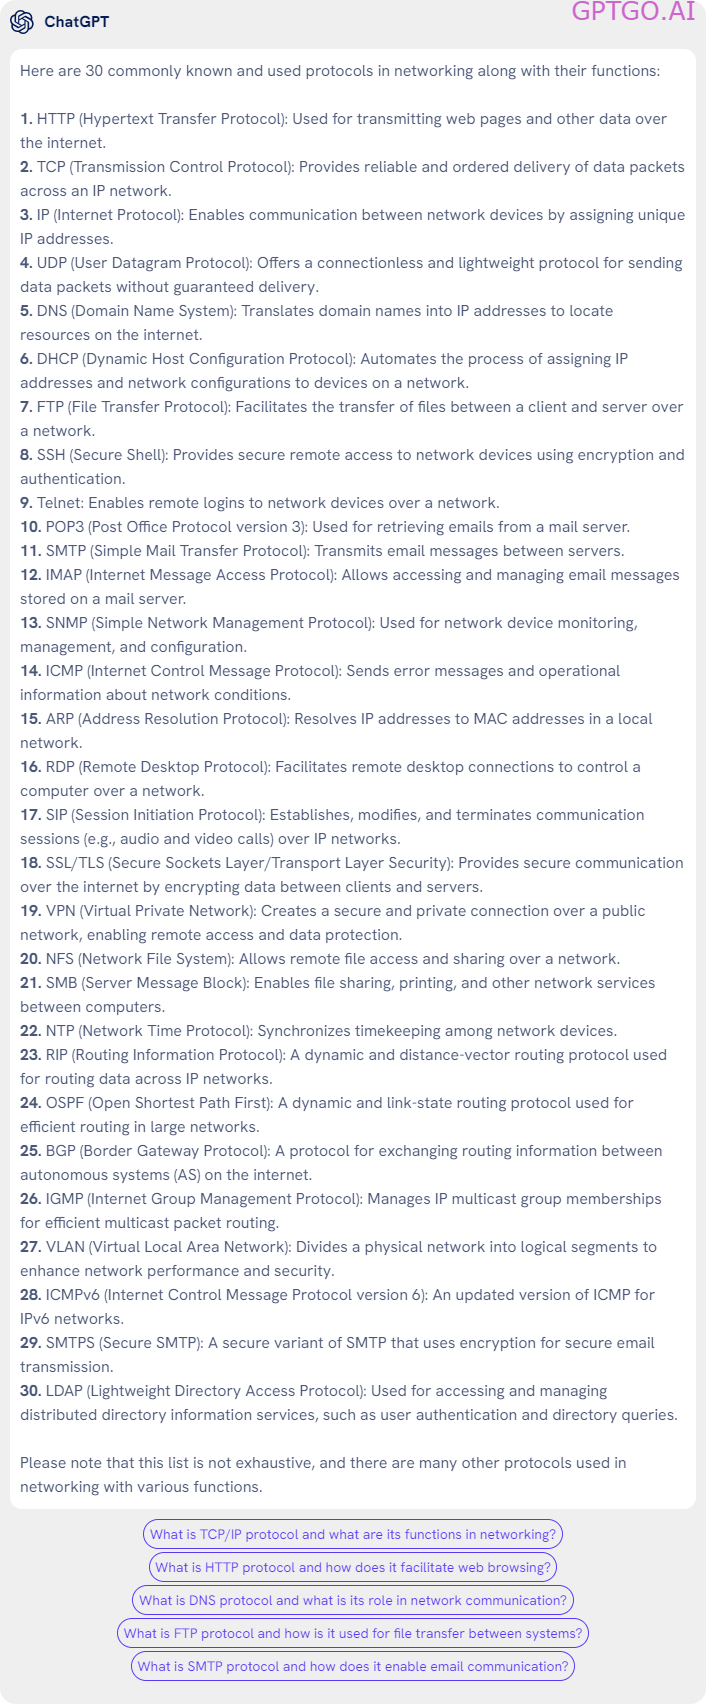 GPTGO.AI
ChatGPT
Here are 30 commonly known and used protocols in networking along with their functions:
1. HTTP (Hypertext Transfer Protocol): Used for transmitting web pages and other data over
the internet.
2. TCP (Transmission Control Protocol): Provides reliable and ordered delivery of data packets
across an IP network.
3. IP (Internet Protocol): Enables communication between network devices by assigning unique
IP addresses.
4. UDP (User Datagram Protocol): Offers a connectionless and lightweight protocol for sending
data packets without guaranteed delivery.
5. DNS (Domain Name System): Translates domain names into IP addresses to locate
resources on the internet.
6. DHCP (Dynamic Host Configuration Protocol): Automates the process of assigning IP
addresses and network configurations to devices on a network.
7. FTP (File Transfer Protocol): Facilitates the transfer of files between a client and server over
a network.
8. SSH (Secure Shell): Provides secure remote access to network devices using encryption and
authentication.
9. Telnet: Enables remote logins to network devices over a network.
10. POP3 (Post Office Protocol version 3): Used for retrieving emails from a mail server.
11. SMTP (Simple Mail Transfer Protocol): Transmits email messages between servers.
12. IMAP (Internet Message Access Protocol): Allows accessing and managing email messages
stored on a mail server.
13. SNMP (Simple Network Management Protocol): Used for network device monitoring,
management, and configuration.
14. ICMP (Internet Control Message Protocol): Sends error messages and operational
information about network conditions.
15. ARP (Address Resolution Protocol): Resolves IP addresses to MAC addresses in a local
network.
16. RDP (Remote Desktop Protocol): Facilitates remote desktop connections to control a
computer over a network.
17. SIP (Session Initiation Protocol): Establishes, modifies, and terminates communication
sessions (e.g., audio and video calls) over IP networks.
18. SSL/TLS (Secure Sockets Layer/Transport Layer Security): Provides secure communication
over the internet by encrypting data between clients and servers.
19. VPN (Virtual Private Network): Creates a secure and private connection over a public
network, enabling remote access and data protection.
20. NFS (Network File System): Allows remote file access and sharing over a network.
21. SMB (Server Message Block): Enables file sharing, printing, and other network services
between computers.
22. NTP (Network Time Protocol): Synchronizes timekeeping among network devices.
23. RIP (Routing Information Protocol): A dynamic and distance-vector routing protocol used
for routing data across IP networks.
24. OSPF (Open Shortest Path First): A dynamic and link-state routing protocol used for
efficient routing in large networks.
25. BGP (Border Gateway Protocol): A protocol for exchanging routing information between
autonomous systems (AS) on the internet.
26. IGMP (Internet Group Management Protocol): Manages IP multicast group memberships
for efficient multicast packet routing.
27. VLAN (Virtual Local Area Network): Divides a physical network into logical segments to
enhance network performance and security.
28. ICMPv6 (Internet Control Message Protocol version 6): An updated version of ICMP for
IPv6 networks.
29. SMTPS (Secure SMTP): A secure variant of SMTP that uses encryption for secure email
transmission.
30. LDAP (Lightweight Directory Access Protocol): Used for accessing and managing
distributed directory information services, such as user authentication and directory queries.
Please note that this list is not exhaustive, and there are many other protocols used in
networking with various functions.
What is TCP/IP protocol and what are its functions in networking?
What is HTTP protocol and how does it facilitate web browsing?
What is DNS protocol and what is its role in network communication?
What is FTP protocol and how is it used for file transfer between systems?
What is SMTP protocol and how does it enable email communication?